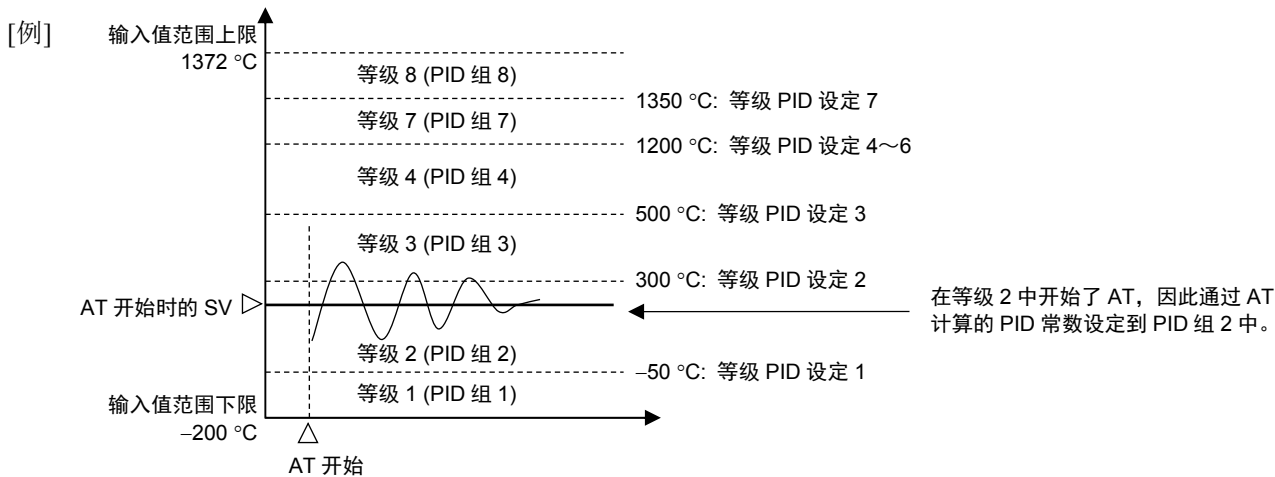 [例]
输入值范围上限
1372 °C
等级 8 (PID 组 8)
1350 °C: 等级 PID 设定 7
等级 7 (PID 组 7)
1200 °C: 等级 PID 设定 4～6
等级 4 (PID 组 4)
500 °C: 等级 PID 设定 3
等级 3 (PID 组 3)
300 °C: 等级 PID 设定 2
AT 开始时的 SV
在等级 2 中开始了 AT，因此通过 AT
计算的 PID 常数设定到 PID 组 2 中。
等级 2 (PID 组 2)
−50 °C: 等级 PID 设定 1
等级 1 (PID 组 1)
输入值范围下限
−200 °C
AT 开始